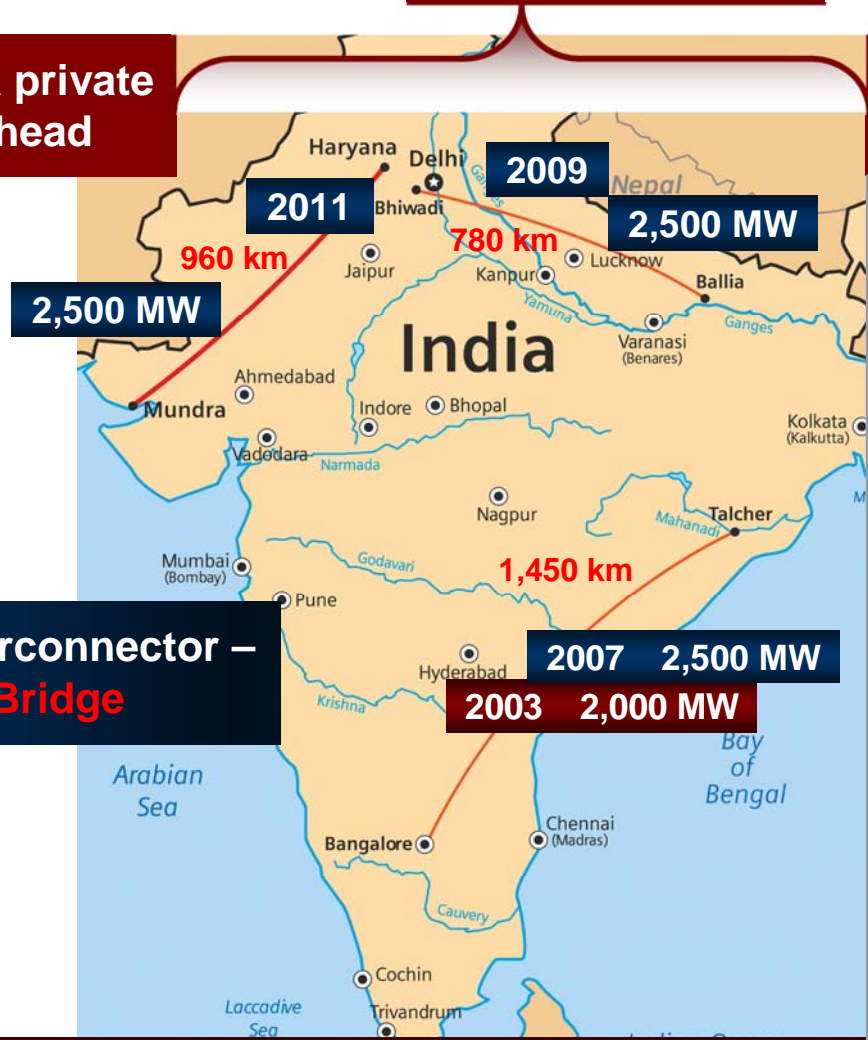 private
head
Haryana
Delhi
Ganges
2009
Nepal
2011
Bhiwadi
2,500 MW
780 km
960 km
Jaipur
Lucknow
Kanpur
Ballia
2,500 MW
Yamuna
Ganges
Varanasi
(Benares)
India
Ahmedabad
Mundra
Indore
Bhopal
Kolkata
(Kalkutta)
Vadodara
Narmada
Nagpur
Mahanadi
Talcher
Mumbai
(Bombay)
Godavari
1,450 km
Pune
rconnector –
Bridge
Hyderabad
2007 2,500 MW
Krishna
2003 2,000 MW
Bay
of
Bengal
Arabian
Sea
Bangalore
Chennai
(Madras)
Cauvery
Cochin
Laccadive
Sea
Trivandrum